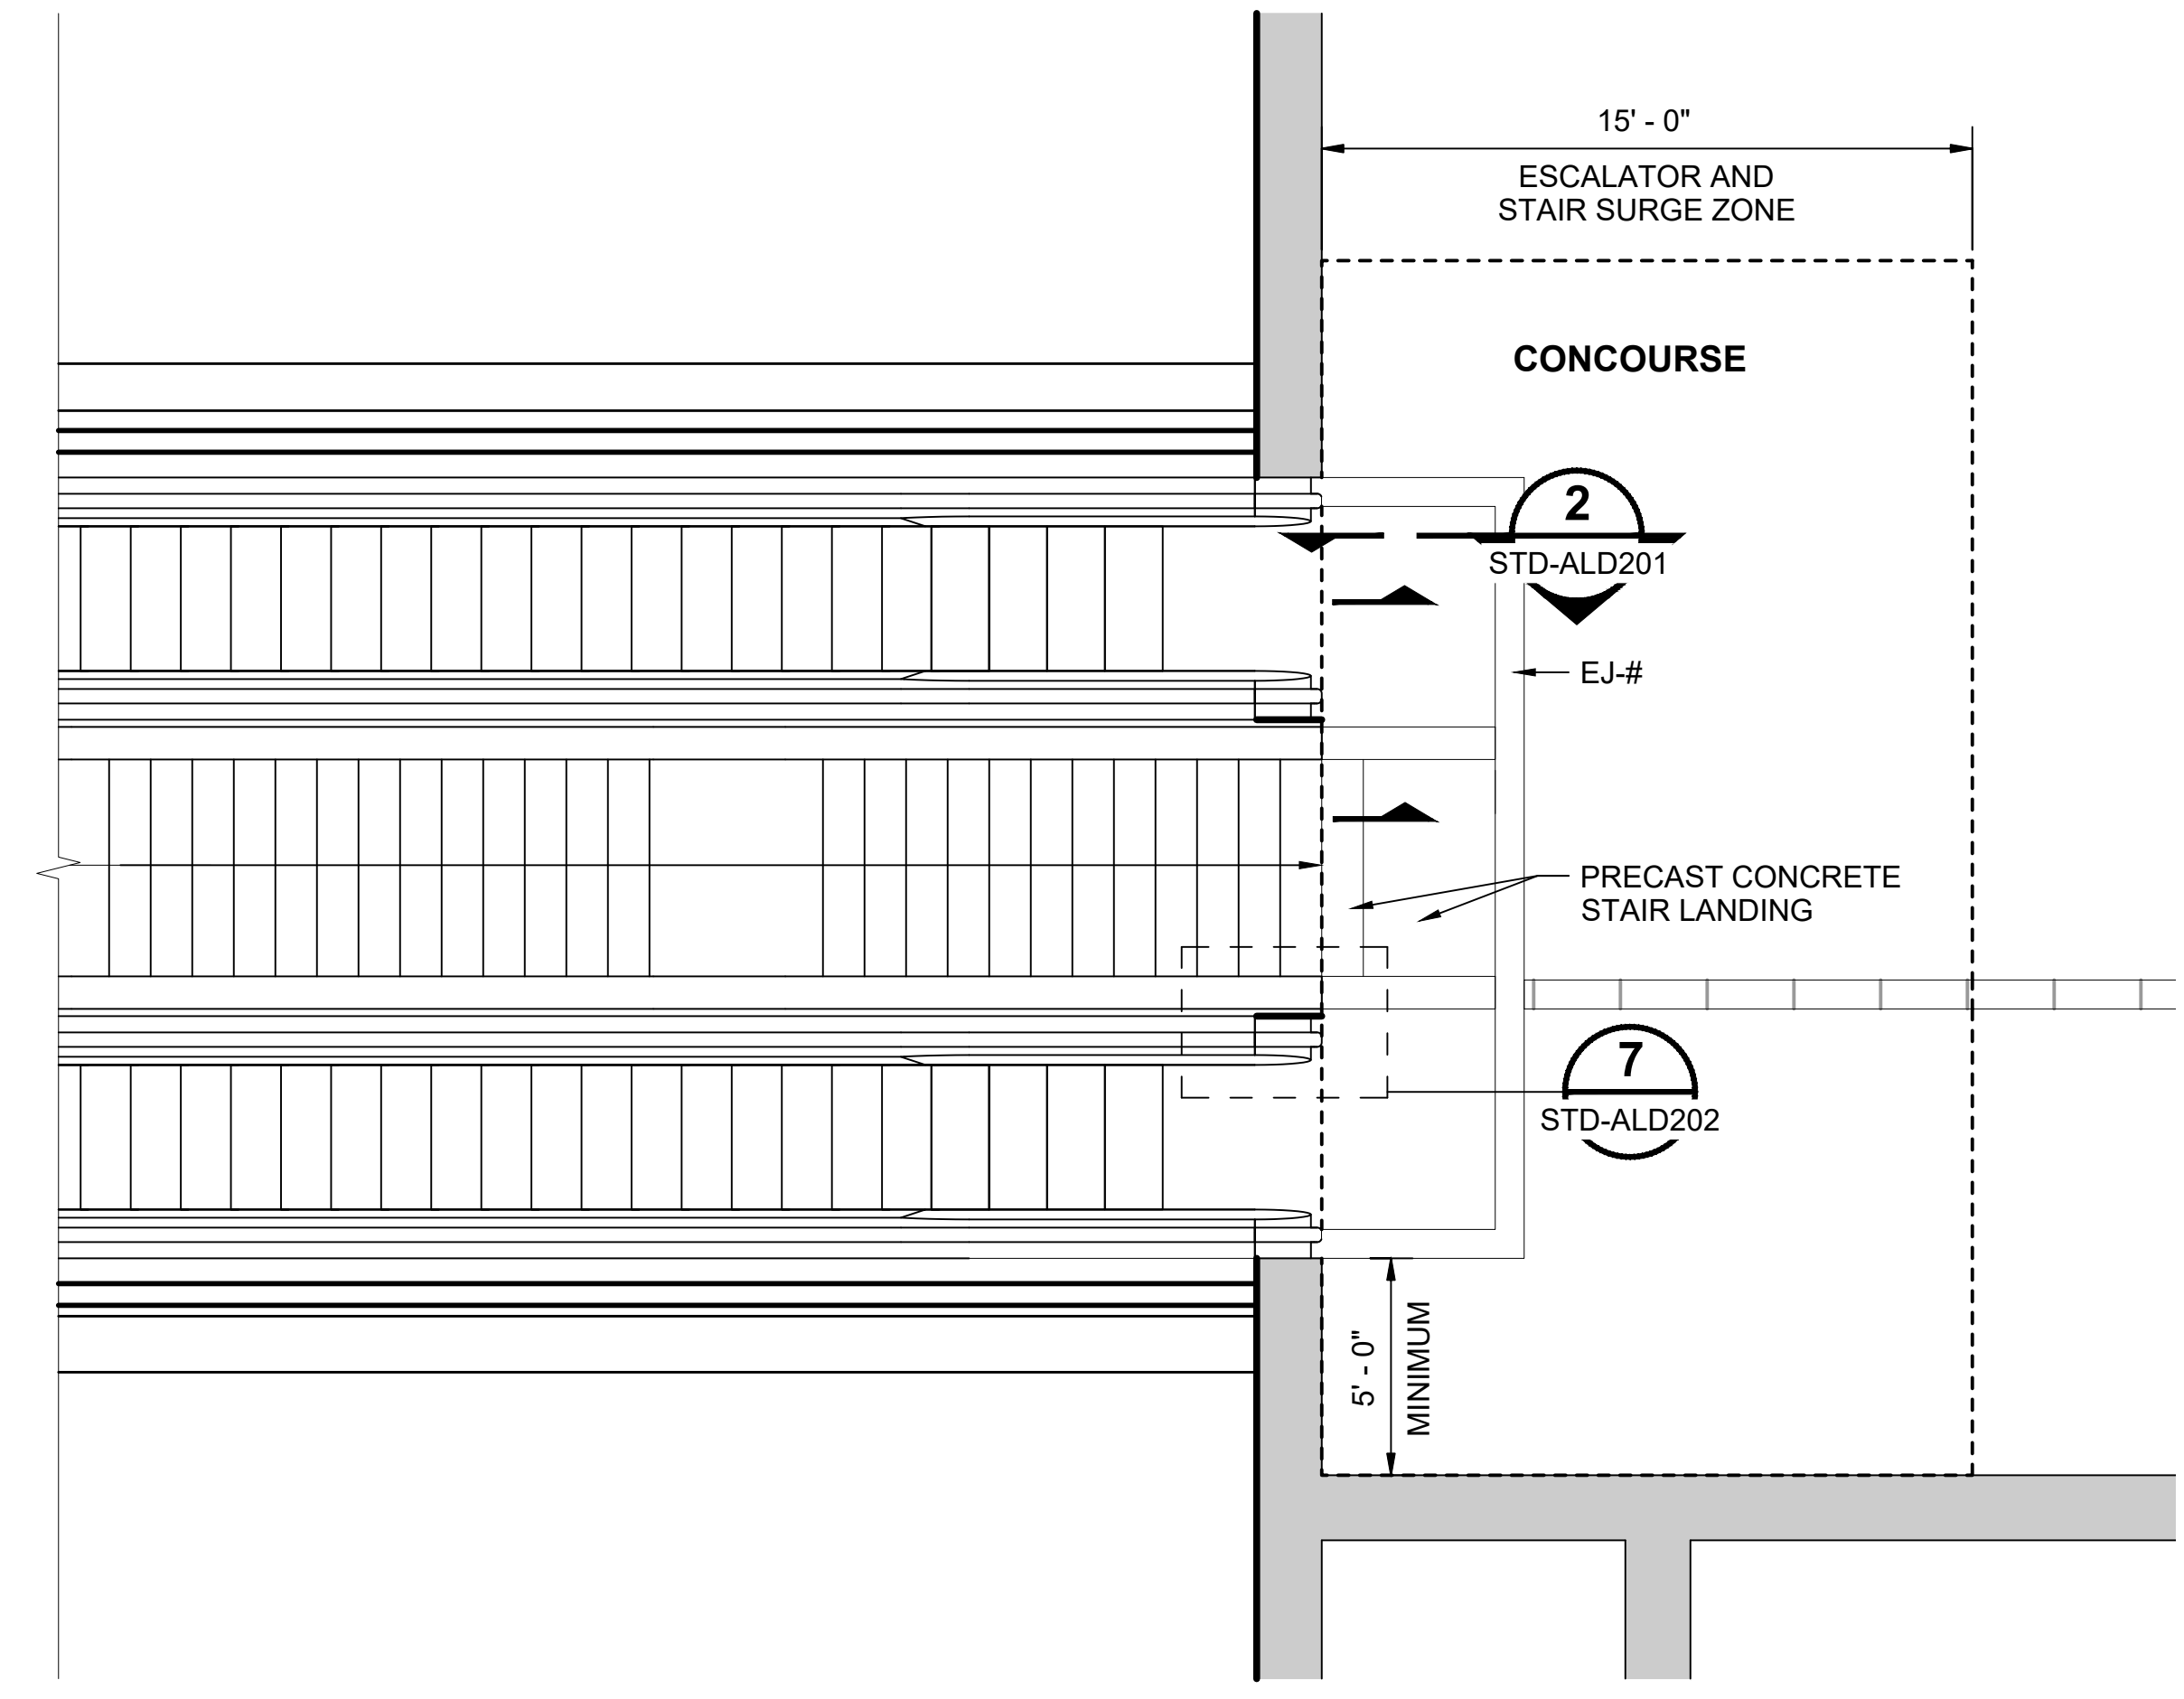 15' - 0"
ESCALATOR AND
STAIR SURGE ZONE
CONCOURSE
2
STD-ALD201
EJ-#
PRECAST CONCRETE
STAIR LANDING
7
STD-ALD202
5' - 0"
MINIMUM